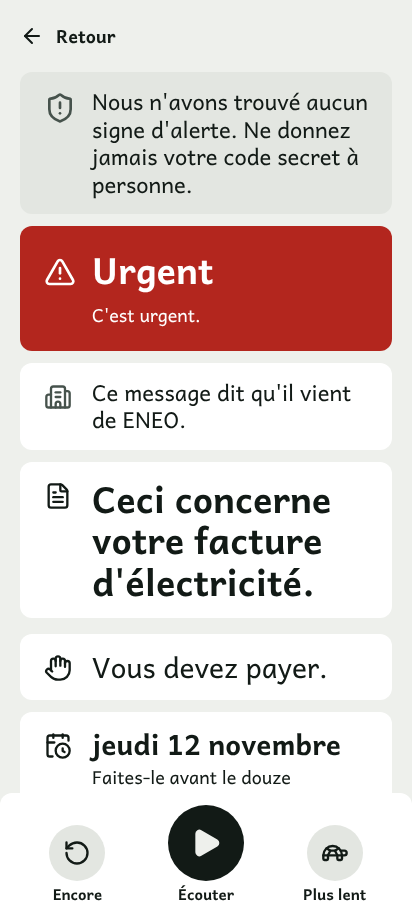 Retour
Nous n'avons trouvé aucun
signe d'alerte. Ne donnez
jamais votre code secret à
personne.
Urgent
C'est urgent.
Ce message dit qu'il vient
de ENEO.
Ceci concerne
votre facture
d'électricité.
Vous devez payer.
jeudi 12 novembre
Faites-le avant le douze
Encore
Écouter
Plus lent